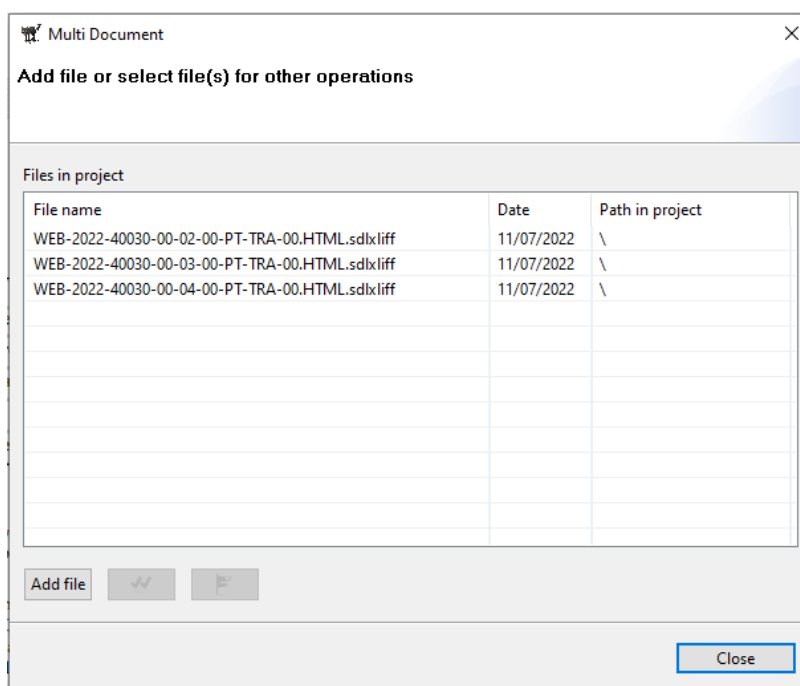 Multi Document
Add file or select file(s) for other operations
Files in project
File name Date Path in project
WEB-2022-40030-00-02-00-PT-TRA-00.HTML.sdlxliff 11/07/2022 \
WEB-2022-40030-00-03-00-PT-TRA-00.HTML.sdlxliff 11/07/2022 \
WEB-2022-40030-00-04-00-PT-TRA-00.HTML.sdlxliff 11/07/2022 \
Add file
Close